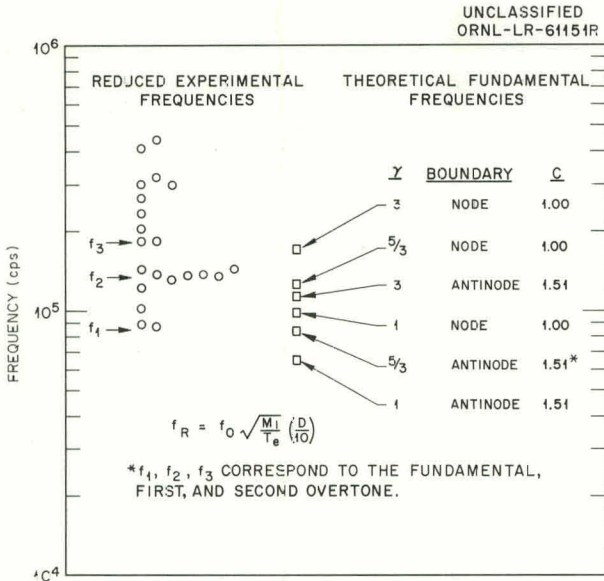 UNCLASSIFIED
ORNL-LR-61151R
10⁶
REDUCED EXPERIMENTAL
FREQUENCIES
THEORETICAL FUNDAMENTAL
FREQUENCIES
γ BOUNDARY C
3 NODE 1.00
5/3 NODE 1.00
3 ANTINODE 1.51
1 NODE 1.00
5/3 ANTINODE 1.51*
1 ANTINODE 1.51
f₃
f₂
f₁
FREQUENCY (cps)
10⁵
f_R = f_O √(M_i/T_e) (D/10)
*f₁, f₂, f₃ CORRESPOND TO THE FUNDAMENTAL,
FIRST, AND SECOND OVERTONE.
10⁴